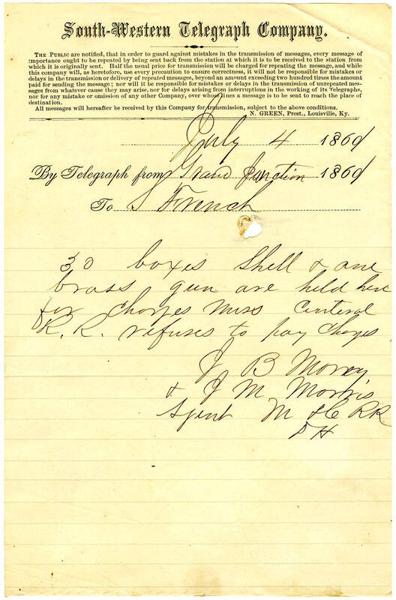 South-Western Telegraph Company.
THE PUBLIC are notified, that in order to guard against mistakes in the transmission of messages, every message of
importance ought to be repeated by being sent back from the station at which it is to be received to the station from
which it is originally sent. Half the usual price for transmission will be charged for repeating the message, and while
this company will, as heretofore, use every precaution to ensure correctness, it will not be responsible for mistakes or
delays in the transmission or delivery of repeated messages, beyond an amount exceeding two hundred times the amount
paid for sending the message; nor will it be responsible for mistakes or delays in the transmission of unrepeated mes-
sages from whatever cause they may arise, nor for delays arising from interruptions in the working of its Telegraphs,
nor for any mistake or omission of any other Company, over whose lines a message is to be sent to reach the place of
destination.
All messages will hereafter be received by this Company for transmission, subject to the above conditions.
N. GREEN, Prest., Louisville, Ky.
July 4 1861
By Telegraph from Grand Junction 1861
To S French
30 boxes shell & one
brass gun are held here
for charges Miss Central
R. R. refuses to pay charges
J B Morey
& J M Morris
Agent M & C RR
D H